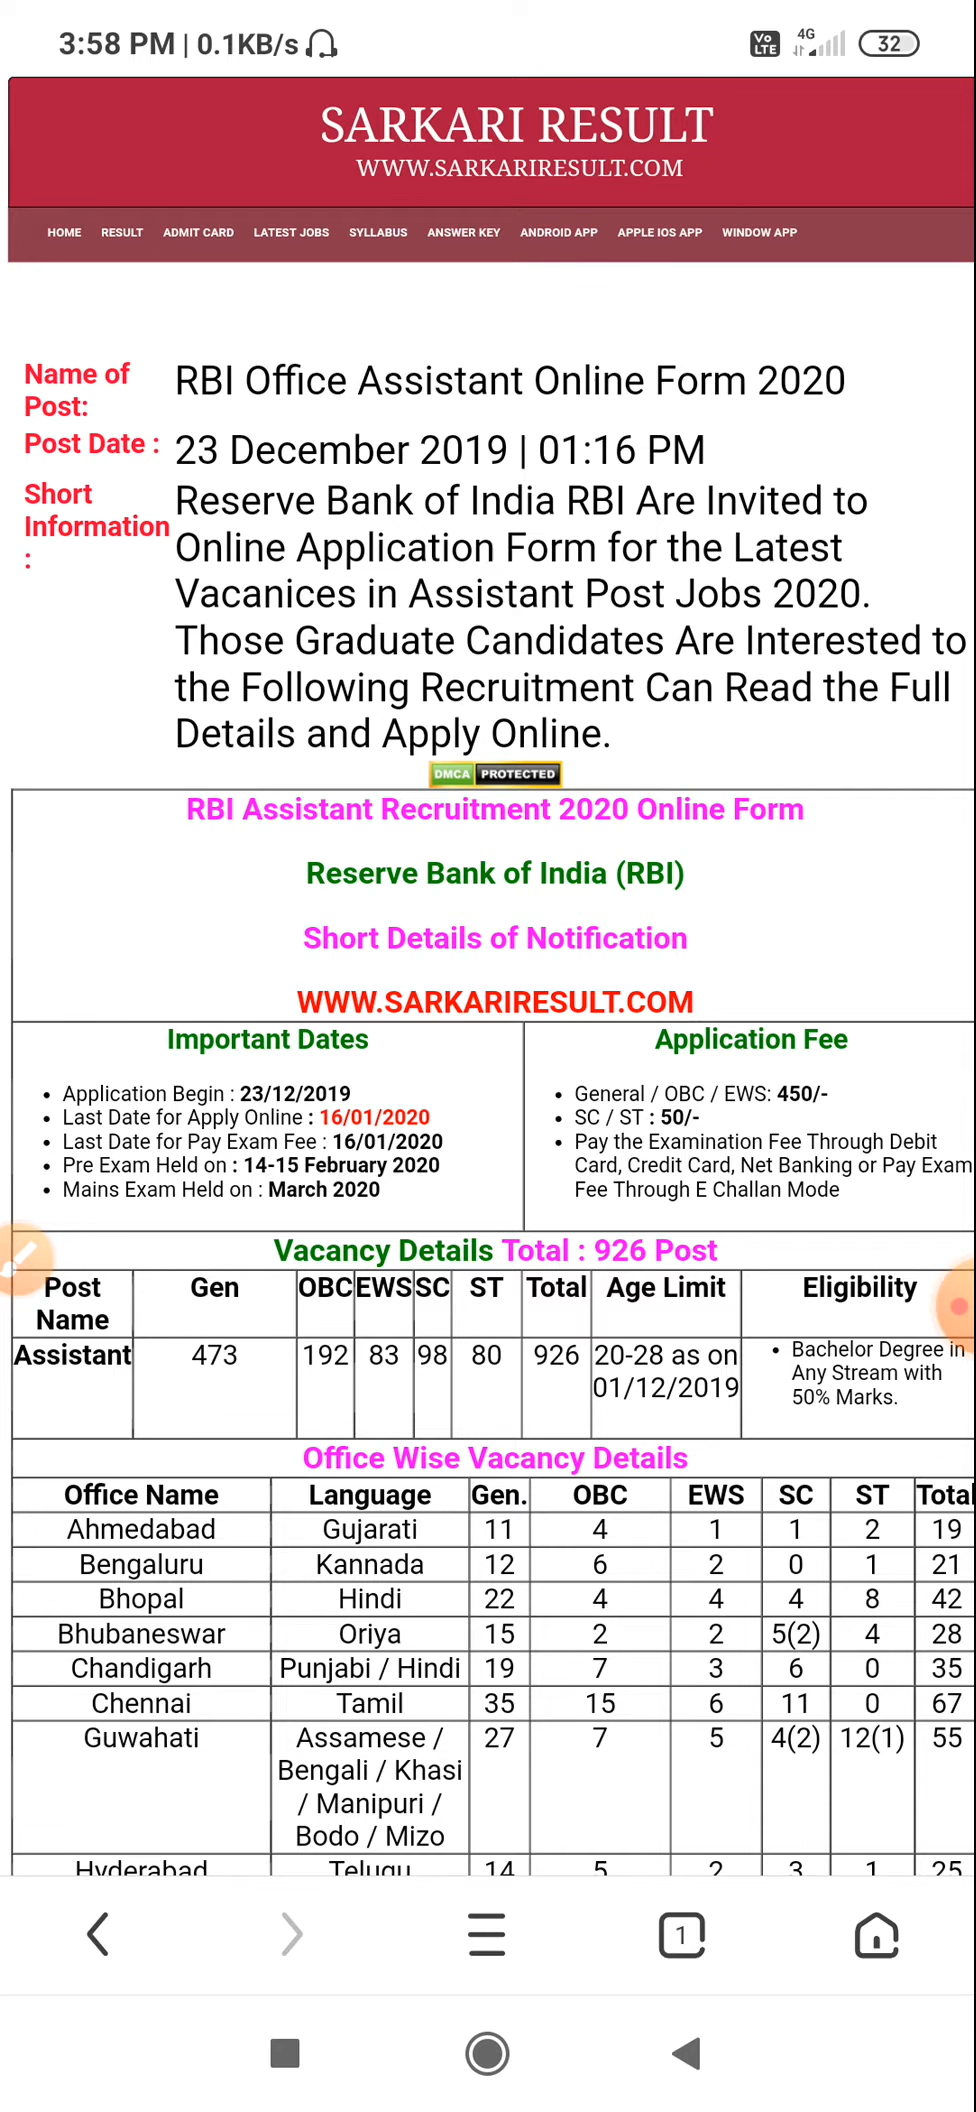 3:58 PM | 0.1KB/s
Vo LTE 4G 32
SARKARI RESULT
WWW.SARKARIRESULT.COM
HOME RESULT ADMIT CARD LATEST JOBS SYLLABUS ANSWER KEY ANDROID APP APPLE IOS APP WINDOW APP
Name of Post: RBI Office Assistant Online Form 2020
Post Date : 23 December 2019 | 01:16 PM
Short Information : Reserve Bank of India RBI Are Invited to
Online Application Form for the Latest
Vacanices in Assistant Post Jobs 2020.
Those Graduate Candidates Are Interested to
the Following Recruitment Can Read the Full
Details and Apply Online.
DMCA PROTECTED
RBI Assistant Recruitment 2020 Online Form
Reserve Bank of India (RBI)
Short Details of Notification
WWW.SARKARIRESULT.COM
Important Dates
• Application Begin : 23/12/2019
• Last Date for Apply Online : 16/01/2020
• Last Date for Pay Exam Fee : 16/01/2020
• Pre Exam Held on : 14-15 February 2020
• Mains Exam Held on : March 2020
Application Fee
• General / OBC / EWS: 450/-
• SC / ST : 50/-
• Pay the Examination Fee Through Debit
Card, Credit Card, Net Banking or Pay Exam
Fee Through E Challan Mode
Vacancy Details Total : 926 Post
Post Name Gen OBC EWS SC ST Total Age Limit Eligibility
Assistant 473 192 83 98 80 926 20-28 as on 01/12/2019 • Bachelor Degree in Any Stream with 50% Marks.
Office Wise Vacancy Details
Office Name Language Gen. OBC EWS SC ST Total
Ahmedabad Gujarati 11 4 1 1 2 19
Bengaluru Kannada 12 6 2 0 1 21
Bhopal Hindi 22 4 4 4 8 42
Bhubaneswar Oriya 15 2 2 5(2) 4 28
Chandigarh Punjabi / Hindi 19 7 3 6 0 35
Chennai Tamil 35 15 6 11 0 67
Guwahati Assamese / Bengali / Khasi / Manipuri / Bodo / Mizo 27 7 5 4(2) 12(1) 55
Hyderabad Telugu 14 5 2 3 1 25
1